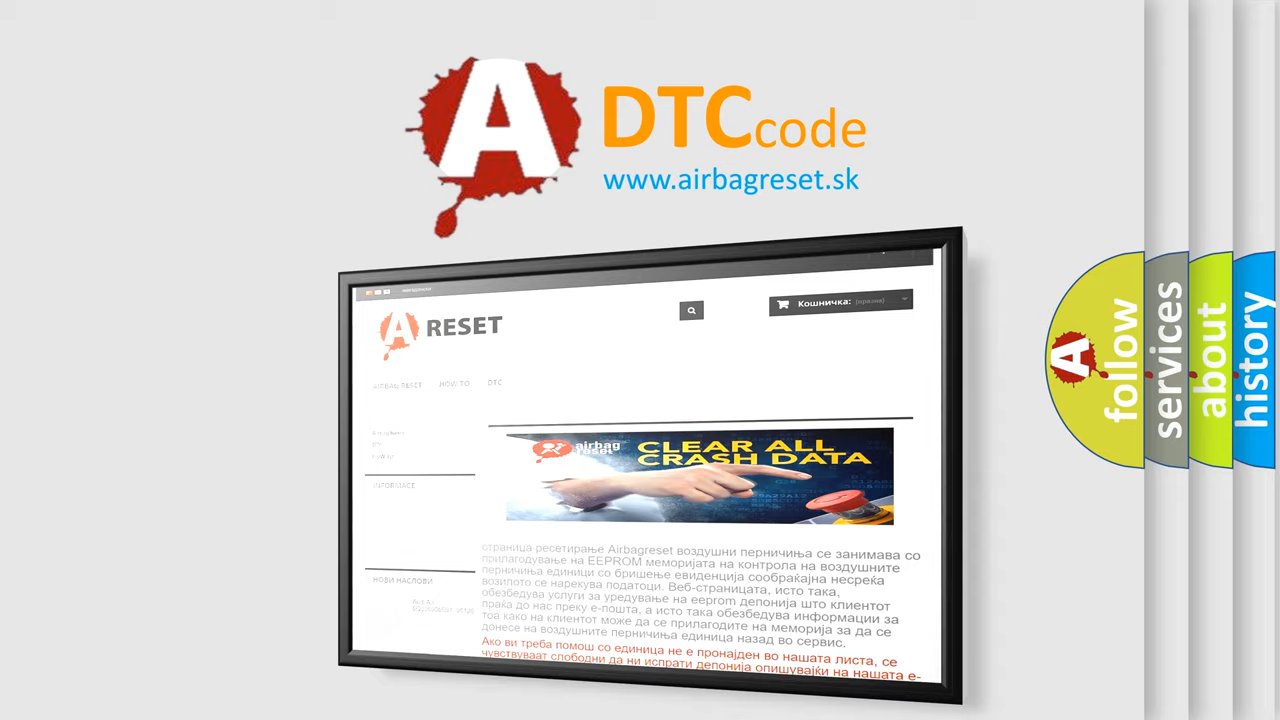 A DTCcode
www.airbagreset.sk
Кошничка: (празни)
A RESET
AIRBAG RESET HOW TO DTC
INFORMACE
airbag
reset
CLEAR ALL
CRASH DATA
страница ресетирање Airbagreset воздушни перничиња се занимава со
прилагодување на EEPROM меморијата на контрола на воздушните
перничиња единици со бришење евиденција сообраќајна несреќа
возилото се нарекува податоци. Веб-страницата, исто така,
обезбедува услуги за уредување на eeprom депонија што клиентот
праќа до нас преку е-пошта, а исто така обезбедува информации за
тоа како на клиентот може да се прилагодите на меморија за да се
донесе на воздушните перничиња единица назад во сервис.
Ако ви треба помош со единица не е пронајден во нашата листа, се
чувствуваат слободни да ни испрати депонија опишувајќи на нашата е-
НОВИ НАСЛОВИ
A follow
services
about
history